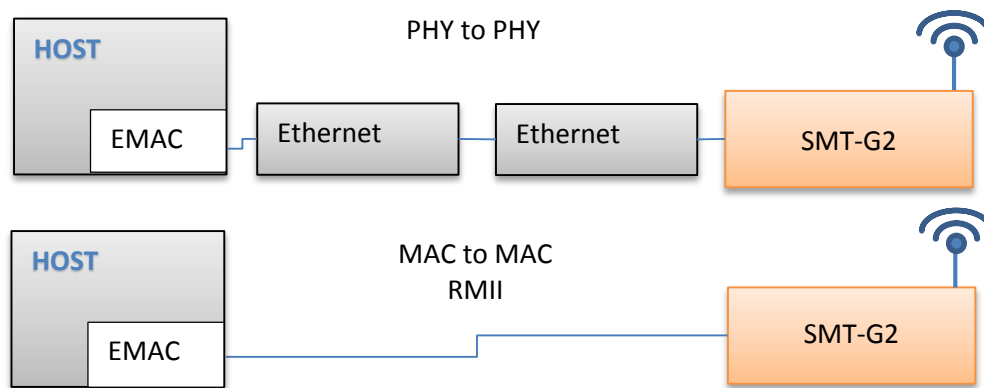 PHY to PHY
HOST
EMAC
Ethernet
Ethernet
SMT-G2
MAC to MAC
RMII
HOST
EMAC
SMT-G2